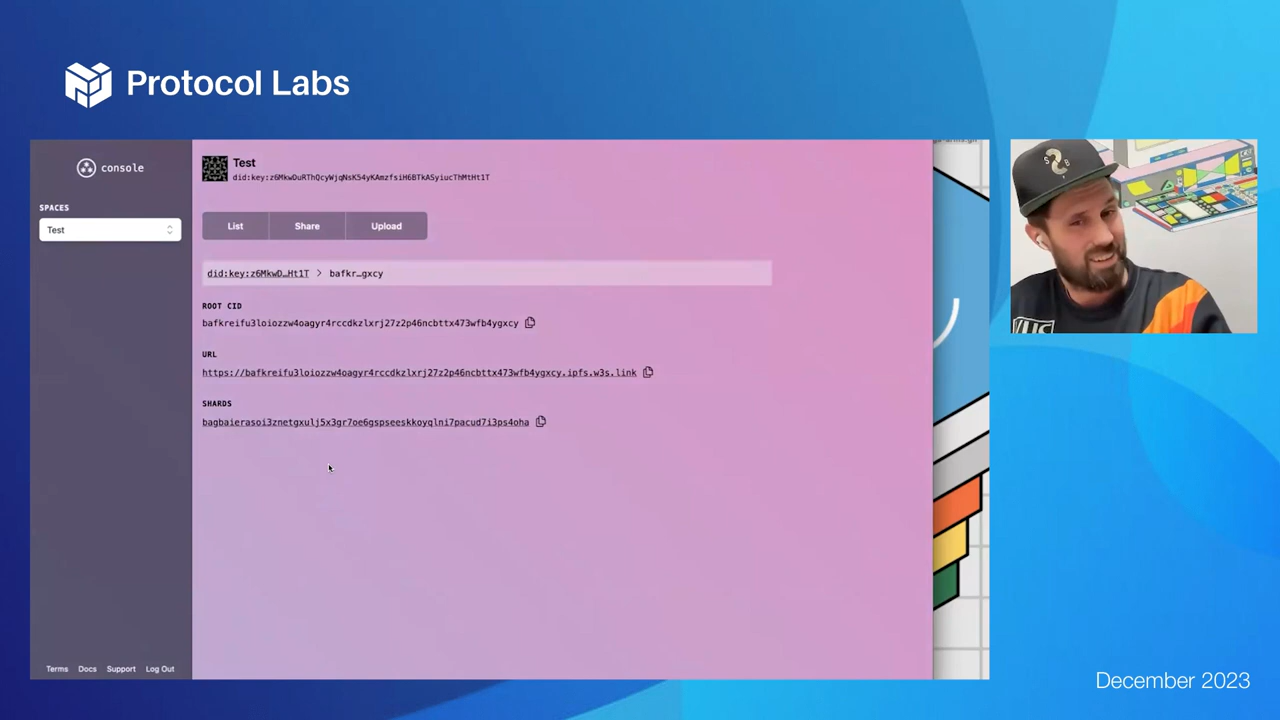 Protocol Labs
console
SPACES
Test
Test
did:key:z6MkwDuRThQcyWjqNsK54yKAmzfsiH6BTkASyiucThMtHt1T
List
Share
Upload
did:key:z6MkwD…Ht1T > bafkr…gxcy
ROOT CID
bafkreifu3loiozzw4oagyr4rccdkzlxrj27z2p46ncbttx473wfb4ygxcy
URL
https://bafkreifu3loiozzw4oagyr4rccdkzlxrj27z2p46ncbttx473wfb4ygxcy.ipfs.w3s.link
SHARDS
bagbaierasoi3znetgxulj5x3gr7oe6gspseeskkoyqlni7pacud7i3ps4oha
Terms
Docs
Support
Log Out
December 2023